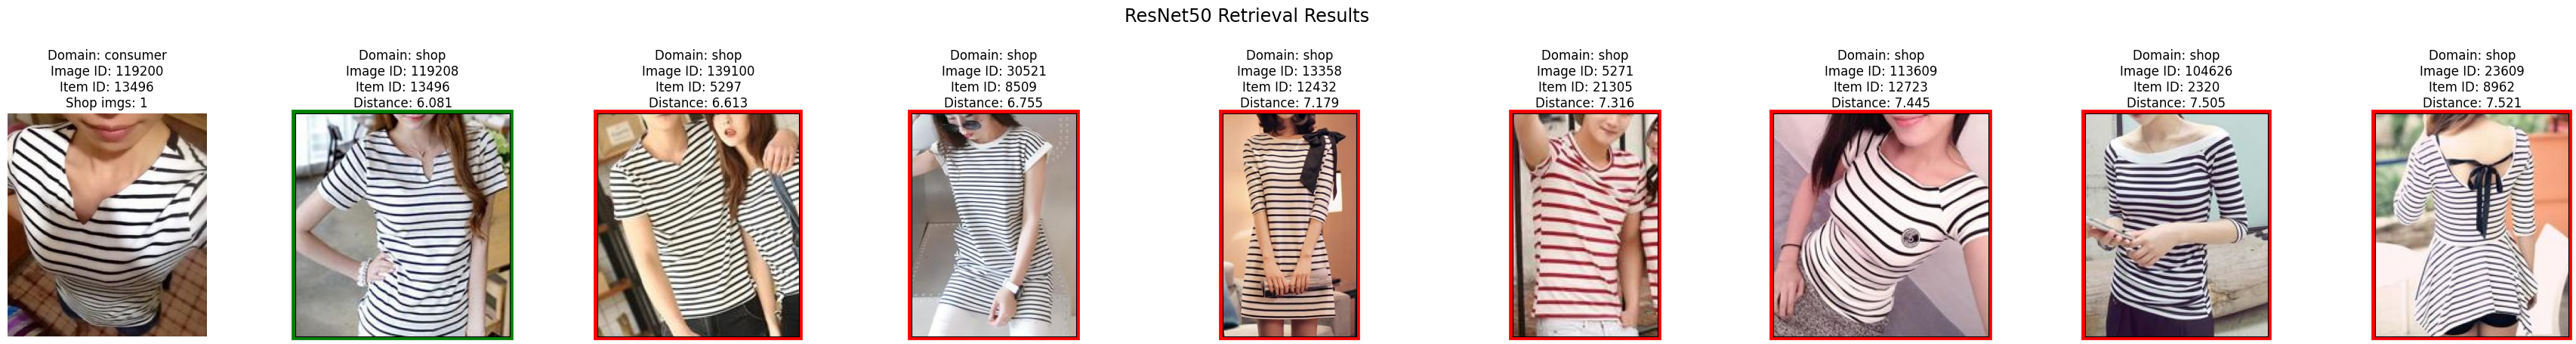 ResNet50 Retrieval Results
Domain: consumer
Image ID: 119200
Item ID: 13496
Shop imgs: 1
Domain: shop
Image ID: 119208
Item ID: 13496
Distance: 6.081
Domain: shop
Image ID: 139100
Item ID: 5297
Distance: 6.613
Domain: shop
Image ID: 30521
Item ID: 8509
Distance: 6.755
Domain: shop
Image ID: 13358
Item ID: 12432
Distance: 7.179
Domain: shop
Image ID: 5271
Item ID: 21305
Distance: 7.316
Domain: shop
Image ID: 113609
Item ID: 12723
Distance: 7.445
Domain: shop
Image ID: 104626
Item ID: 2320
Distance: 7.505
Domain: shop
Image ID: 23609
Item ID: 8962
Distance: 7.521